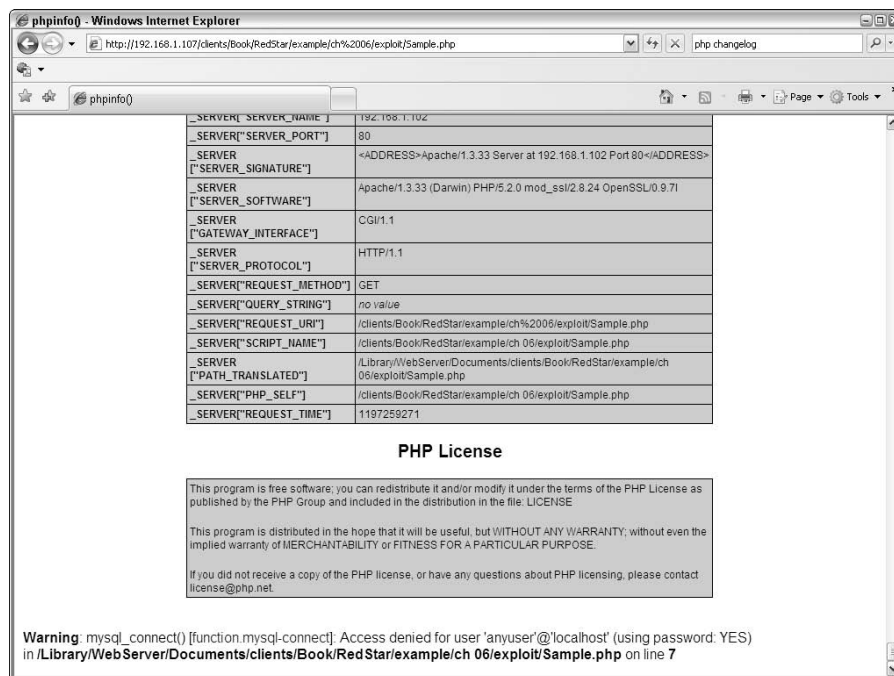 phpinfo() - Windows Internet Explorer
http://192.168.1.107/clients/Book/RedStar/example/ch%2006/exploit/Sample.php
php changelog
phpinfo()
Page
Tools
_SERVER["SERVER_NAME"] 192.168.1.102
_SERVER["SERVER_PORT"] 80
_SERVER
["SERVER_SIGNATURE"] <ADDRESS>Apache/1.3.33 Server at 192.168.1.102 Port 80</ADDRESS>
_SERVER
["SERVER_SOFTWARE"] Apache/1.3.33 (Darwin) PHP/5.2.0 mod_ssl/2.8.24 OpenSSL/0.9.7l
_SERVER
["GATEWAY_INTERFACE"] CGI/1.1
_SERVER
["SERVER_PROTOCOL"] HTTP/1.1
_SERVER["REQUEST_METHOD"] GET
_SERVER["QUERY_STRING"] no value
_SERVER["REQUEST_URI"] /clients/Book/RedStar/example/ch%2006/exploit/Sample.php
_SERVER["SCRIPT_NAME"] /clients/Book/RedStar/example/ch 06/exploit/Sample.php
_SERVER
["PATH_TRANSLATED"] /Library/WebServer/Documents/clients/Book/RedStar/example/ch
06/exploit/Sample.php
_SERVER["PHP_SELF"] /clients/Book/RedStar/example/ch 06/exploit/Sample.php
_SERVER["REQUEST_TIME"] 1197259271
PHP License
This program is free software; you can redistribute it and/or modify it under the terms of the PHP License as
published by the PHP Group and included in the distribution in the file: LICENSE
This program is distributed in the hope that it will be useful, but WITHOUT ANY WARRANTY; without even the
implied warranty of MERCHANTABILITY or FITNESS FOR A PARTICULAR PURPOSE.
If you did not receive a copy of the PHP license, or have any questions about PHP licensing, please contact
license@php.net.
Warning: mysql_connect() [function.mysql-connect]: Access denied for user 'anyuser'@'localhost' (using password: YES)
in /Library/WebServer/Documents/clients/Book/RedStar/example/ch 06/exploit/Sample.php on line 7